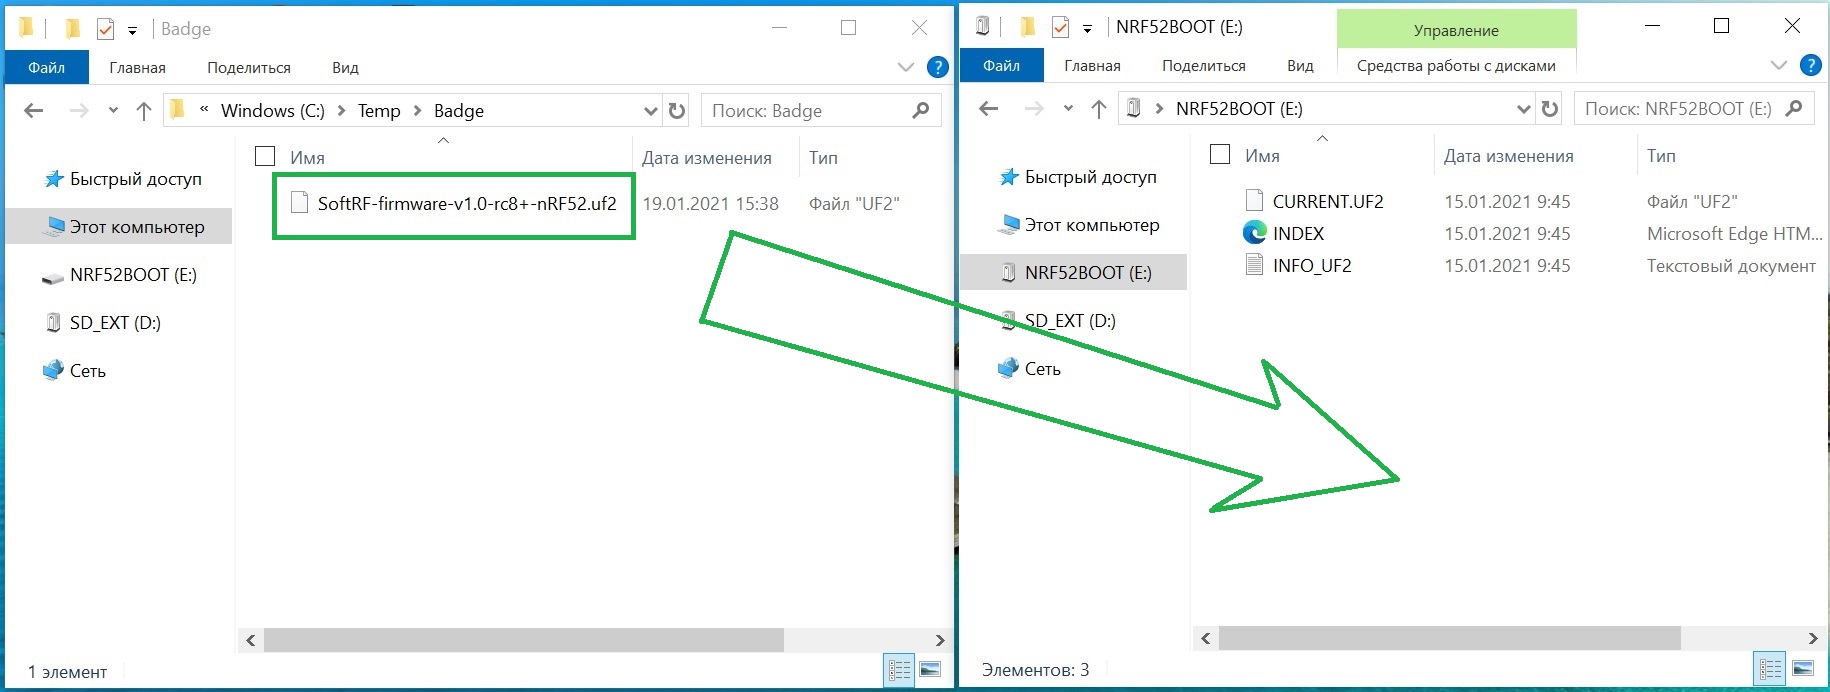 Badge
Файл Главная Поделиться Вид ?
« Windows (C:) > Temp > Badge Поиск: Badge
Имя Дата изменения Тип
Быстрый доступ
SoftRF-firmware-v1.0-rc8+-nRF52.uf2 19.01.2021 15:38 Файл "UF2"
Этот компьютер
NRF52BOOT (E:)
SD_EXT (D:)
Сеть
1 элемент
NRF52BOOT (E:) Управление
Файл Главная Поделиться Вид Средства работы с дисками ?
> NRF52BOOT (E:) Поиск: NRF52BOOT (E:)
Имя Дата изменения Тип
Быстрый доступ
CURRENT.UF2 15.01.2021 9:45 Файл "UF2"
Этот компьютер
INDEX 15.01.2021 9:45 Microsoft Edge HTM...
NRF52BOOT (E:)
INFO_UF2 15.01.2021 9:45 Текстовый документ
SD_EXT (D:)
Сеть
Элементов: 3